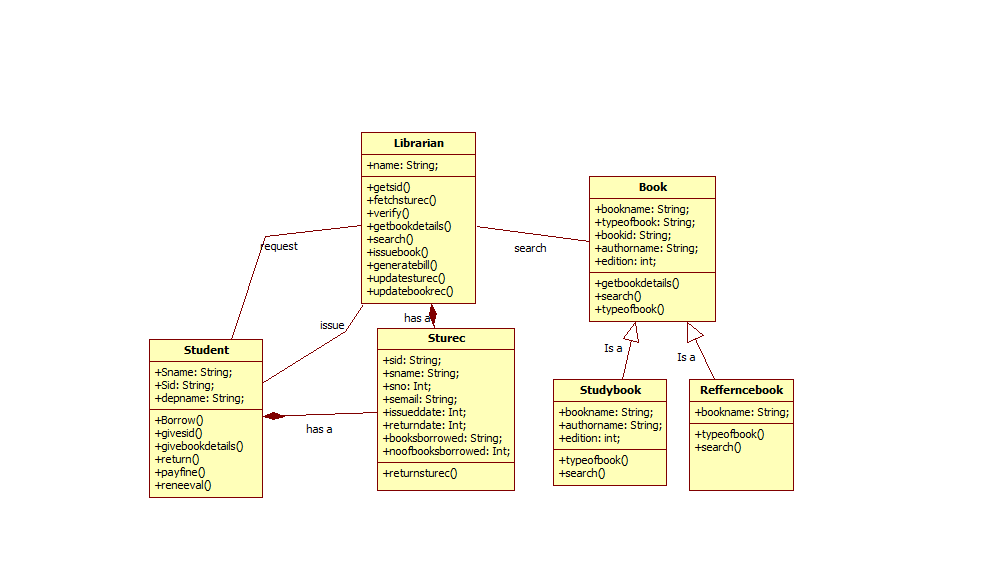 Librarian
+name: String;
+getsid()
+fetchsturec()
+verify()
+getbookdetails()
+search()
+issuebook()
+generatebill()
+updatesturec()
+updatebookrec()
Book
+bookname: String;
+typeofbook: String;
+bookid: String;
+authorname: String;
+edition: int;
+getbookdetails()
+search()
+typeofbook()
request
search
issue
has a
Is a
Is a
Student
+Sname: String;
+Sid: String;
+depname: String;
+Borrow()
+givesid()
+givebookdetails()
+return()
+payfine()
+reneeval()
has a
Sturec
+sid: String;
+sname: String;
+sno: Int;
+semail: String;
+issueddate: Int;
+returndate: Int;
+booksborrowed: String;
+noofbooksborrowed: Int;
+returnsturec()
Studybook
+bookname: String;
+authorname: String;
+edition: int;
+typeofbook()
+search()
Refferncebook
+bookname: String;
+typeofbook()
+search()